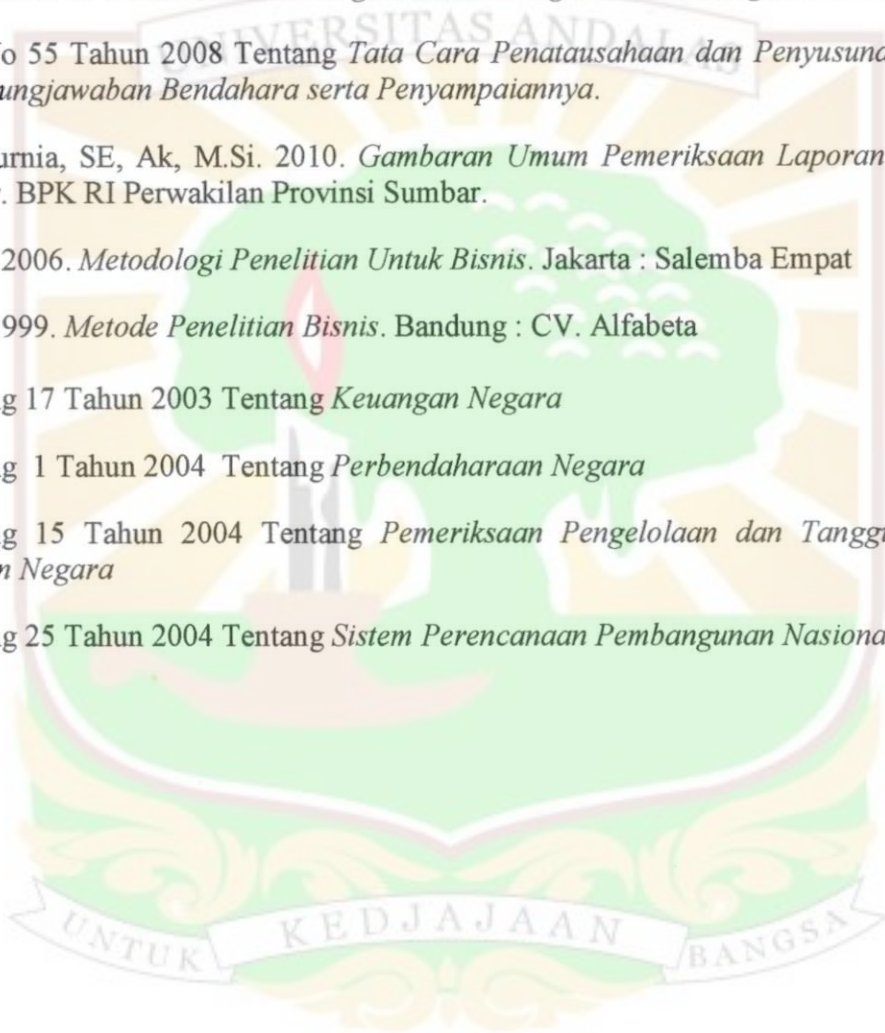 UNIVERSITAS ANDALAS
o 55 Tahun 2008 Tentang Tata Cara Penatausahaan dan Penyusuna
ungjawaban Bendahara serta Penyampaiannya.
urnia, SE, Ak, M.Si. 2010. Gambaran Umum Pemeriksaan Laporan
. BPK RI Perwakilan Provinsi Sumbar.
2006. Metodologi Penelitian Untuk Bisnis. Jakarta : Salemba Empat
999. Metode Penelitian Bisnis. Bandung : CV. Alfabeta
g 17 Tahun 2003 Tentang Keuangan Negara
g 1 Tahun 2004 Tentang Perbendaharaan Negara
g 15 Tahun 2004 Tentang Pemeriksaan Pengelolaan dan Tangg
n Negara
g 25 Tahun 2004 Tentang Sistem Perencanaan Pembangunan Nasiona
UNTUK KEDJAJAAN BANGSA